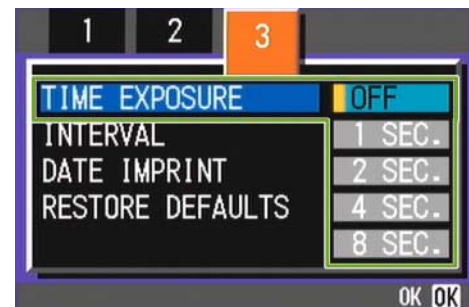 1 2 3
TIME EXPOSURE OFF
INTERVAL 1 SEC.
DATE IMPRINT 2 SEC.
RESTORE DEFAULTS 4 SEC.
8 SEC.
OK OK